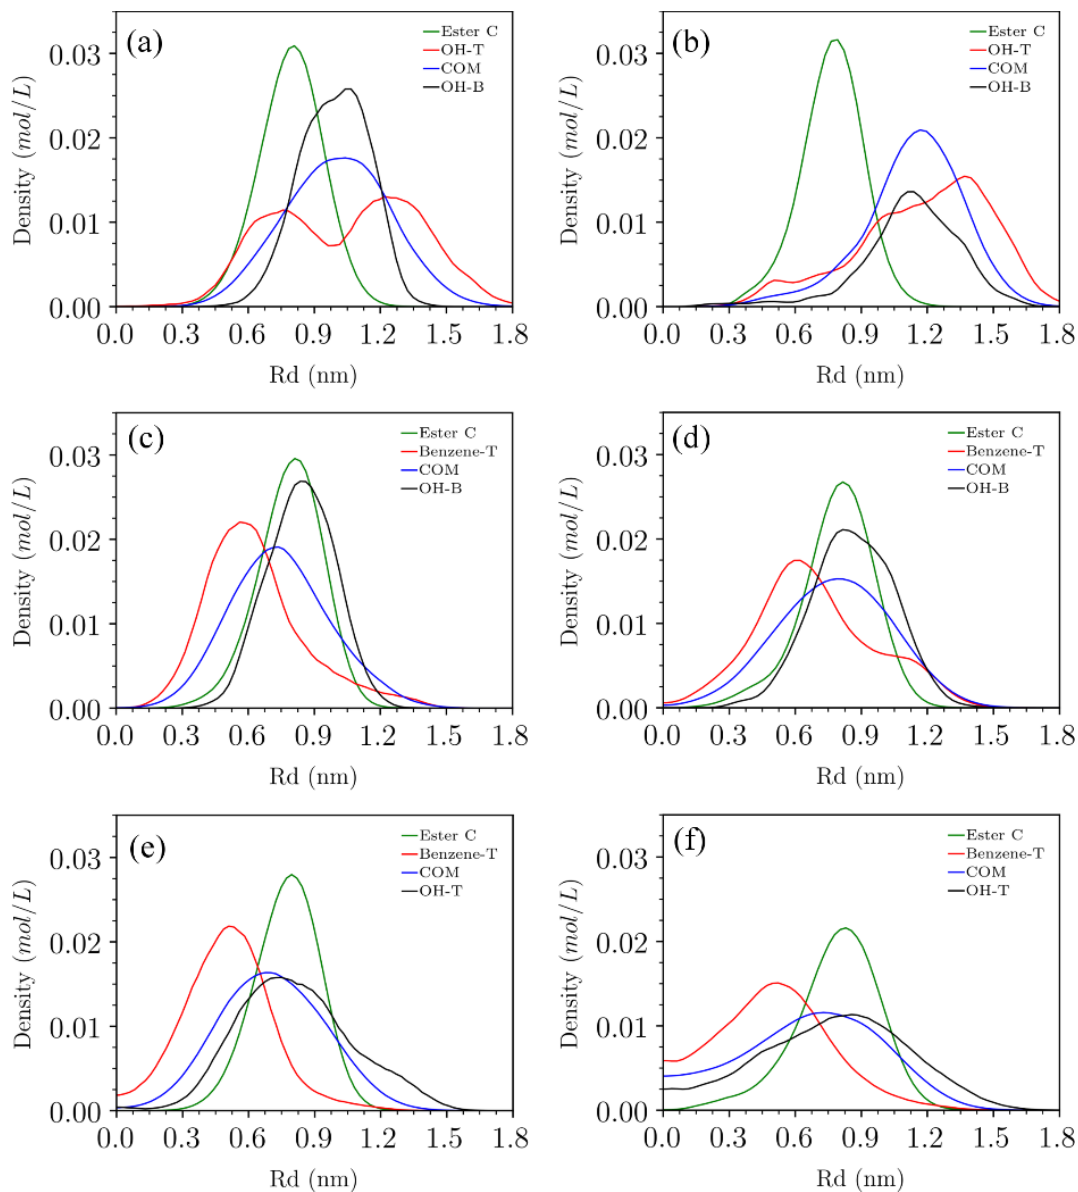 (a)
Ester C
OH-T
COM
OH-B
Density (mol/L)
0.03
0.02
0.01
0.00
0.0 0.3 0.6 0.9 1.2 1.5 1.8
Rd (nm)
(b)
Ester C
OH-T
COM
OH-B
Density (mol/L)
0.03
0.02
0.01
0.00
0.0 0.3 0.6 0.9 1.2 1.5 1.8
Rd (nm)
(c)
Ester C
Benzene-T
COM
OH-B
Density (mol/L)
0.03
0.02
0.01
0.00
0.0 0.3 0.6 0.9 1.2 1.5 1.8
Rd (nm)
(d)
Ester C
Benzene-T
COM
OH-B
Density (mol/L)
0.03
0.02
0.01
0.00
0.0 0.3 0.6 0.9 1.2 1.5 1.8
Rd (nm)
(e)
Ester C
Benzene-T
COM
OH-T
Density (mol/L)
0.03
0.02
0.01
0.00
0.0 0.3 0.6 0.9 1.2 1.5 1.8
Rd (nm)
(f)
Ester C
Benzene-T
COM
OH-T
Density (mol/L)
0.03
0.02
0.01
0.00
0.0 0.3 0.6 0.9 1.2 1.5 1.8
Rd (nm)